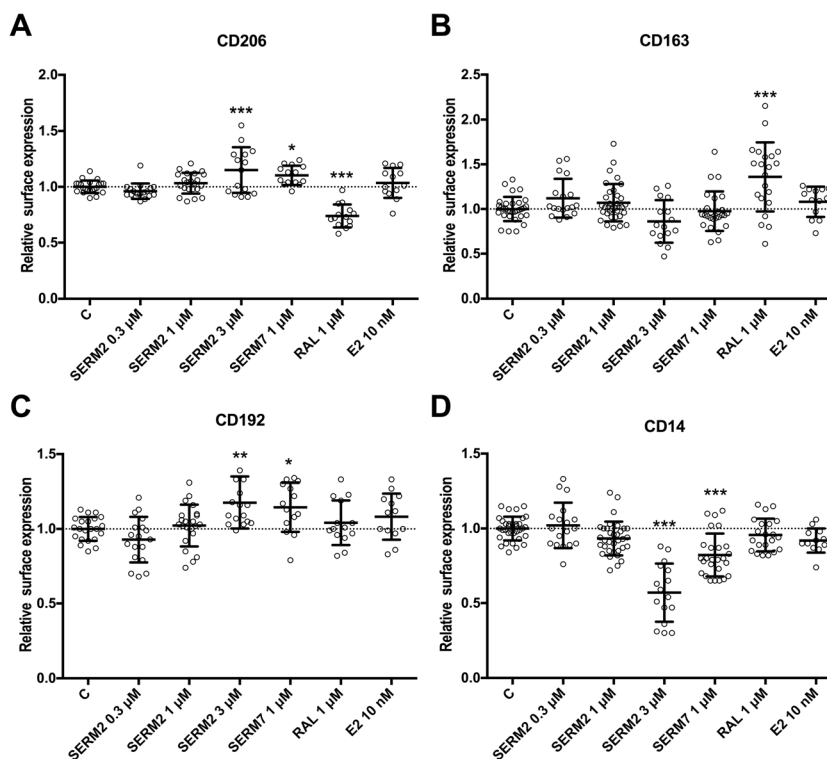 A
CD206
Relative surface expression
2.0
1.5
1.0
0.5
0.0
***
*
***
C
SERM2 0.3 µM
SERM2 1 µM
SERM2 3 µM
SERM7 1 µM
RAL 1 µM
E2 10 nM
B
CD163
Relative surface expression
2.5
2.0
1.5
1.0
0.5
0.0
***
C
SERM2 0.3 µM
SERM2 1 µM
SERM2 3 µM
SERM7 1 µM
RAL 1 µM
E2 10 nM
C
CD192
Relative surface expression
1.5
1.0
0.5
0.0
**
*
C
SERM2 0.3 µM
SERM2 1 µM
SERM2 3 µM
SERM7 1 µM
RAL 1 µM
E2 10 nM
D
CD14
Relative surface expression
1.5
1.0
0.5
0.0
***
***
C
SERM2 0.3 µM
SERM2 1 µM
SERM2 3 µM
SERM7 1 µM
RAL 1 µM
E2 10 nM